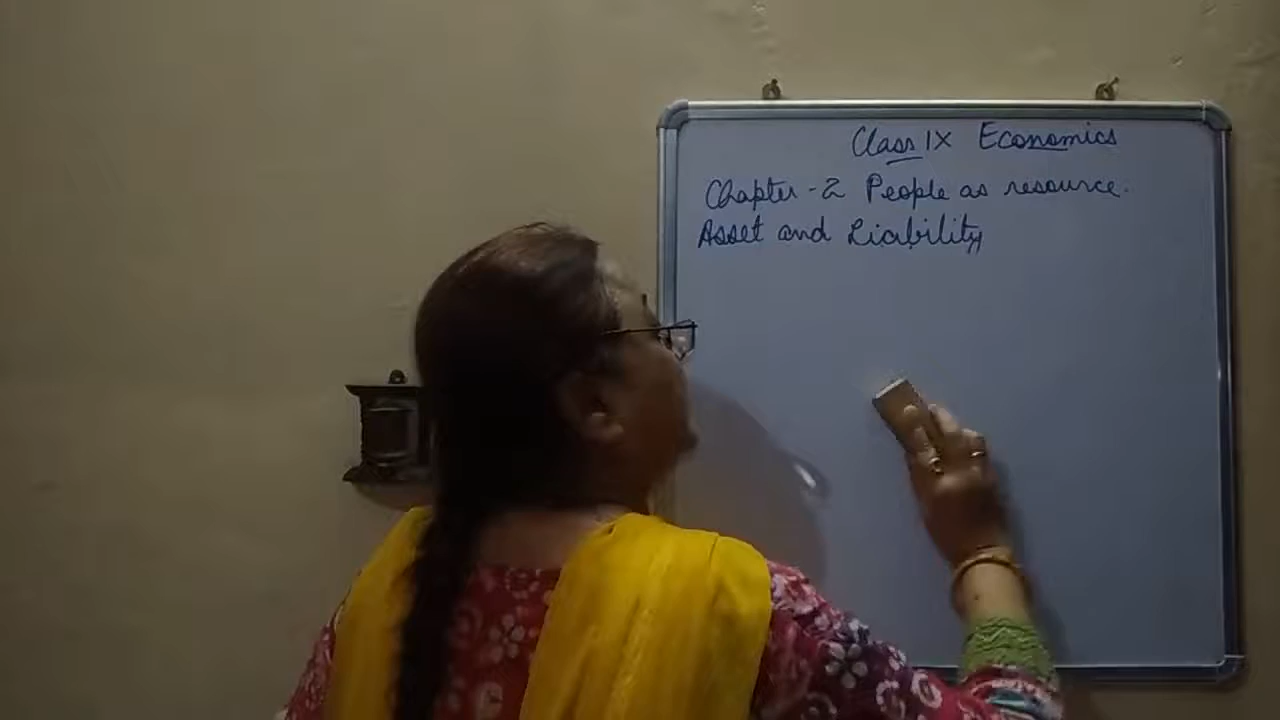 Class IX Economics
Chapter - 2 People as resource.
Asset and Liability